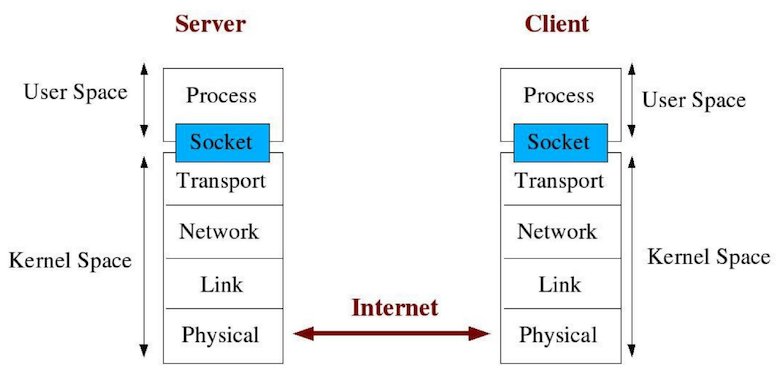 Server
Client
User Space
Process
Process
User Space
Socket
Socket
Transport
Transport
Network
Network
Kernel Space
Kernel Space
Link
Link
Internet
Physical
Physical